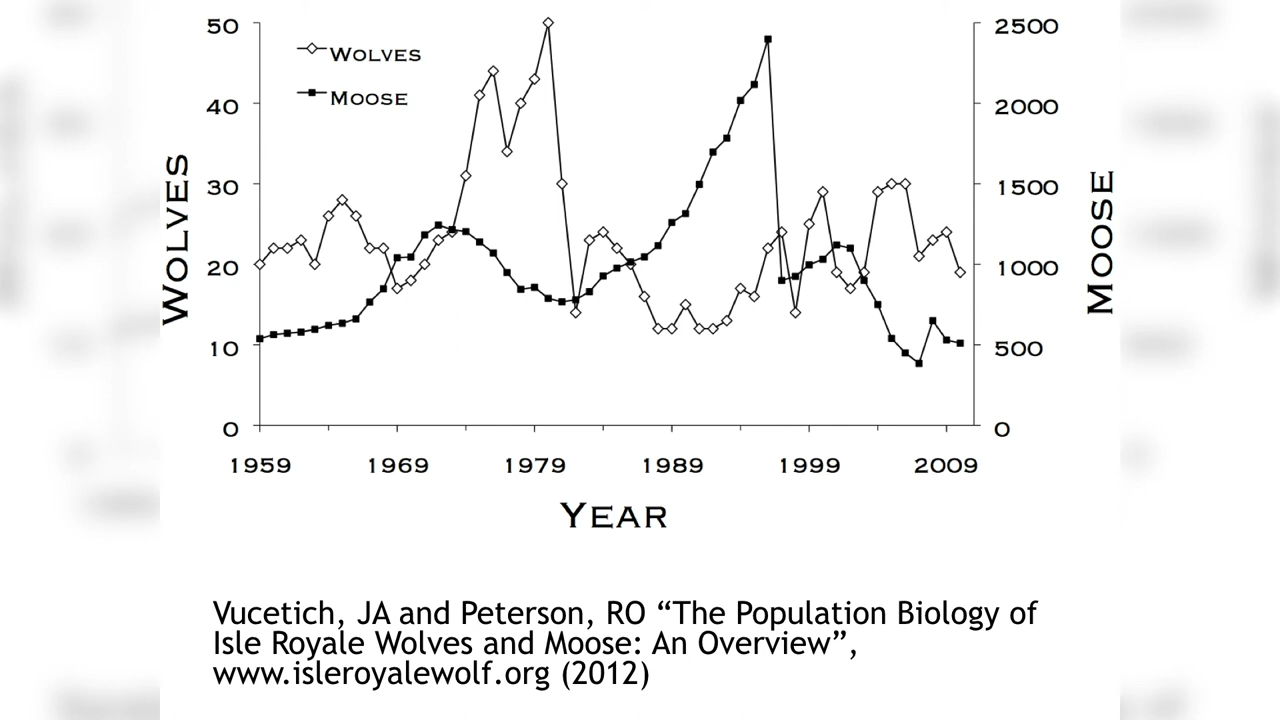 50
2500
WOLVES
MOOSE
40
2000
30
1500
20
1000
10
500
0
0
WOLVES
MOOSE
1959
1969
1979
1989
1999
2009
YEAR
Vucetich, JA and Peterson, RO “The Population Biology of
Isle Royale Wolves and Moose: An Overview”,
www.isleroyalewolf.org (2012)